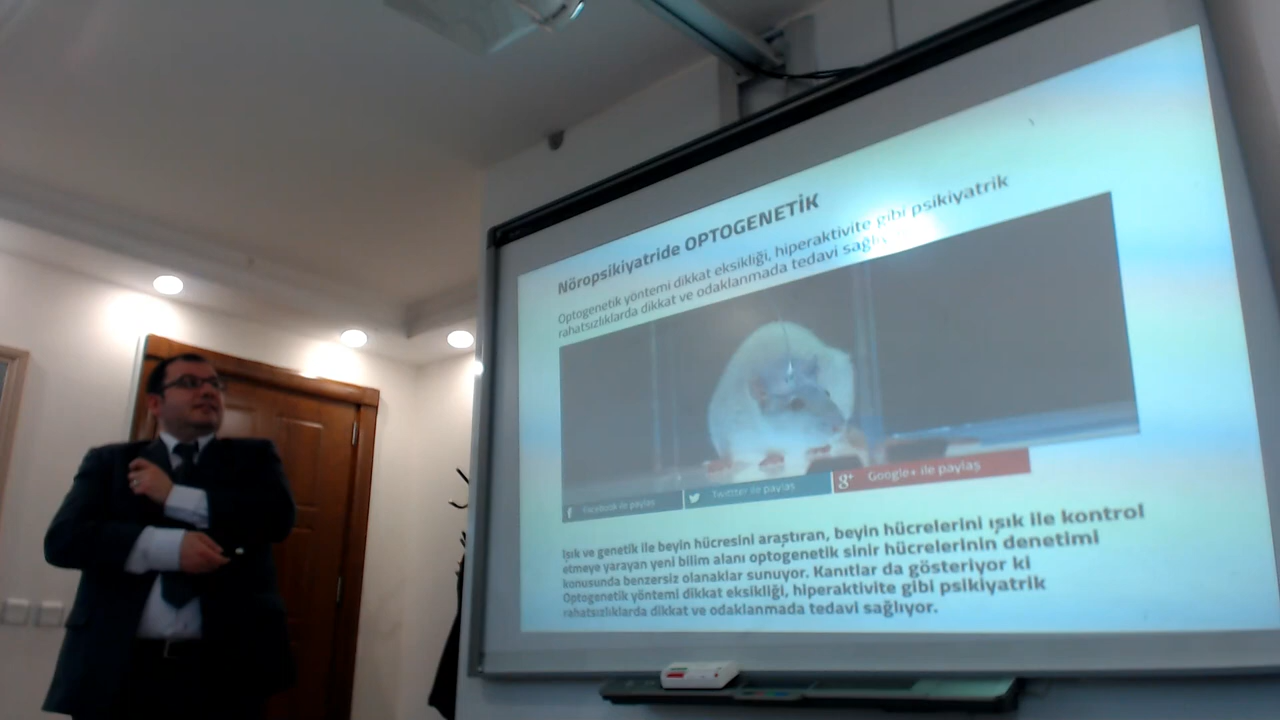 Nöropsikiyatride OPTOGENETİK
Optogenetik yöntemi dikkat eksikliği, hiperaktivite gibi psikiyatrik
rahatsızlıklarda dikkat ve odaklanmada tedavi
Facebook ile paylaş
Twittter ile paylaş
g+ Google+ ile paylaş
Işık ve genetik ile beyin hücresini araştıran, beyin hücrelerini ışık ile kontrol
etmeye yarayan yeni bilim alanı optogenetik sinir hücrelerinin denetimi
konusunda benzersiz olanaklar sunuyor. Kanıtlar da gösteriyor ki
Optogenetik yöntemi dikkat eksikliği, hiperaktivite gibi psikiyatrik
rahatsızlıklarda dikkat ve odaklanmada tedavi sağlıyor.